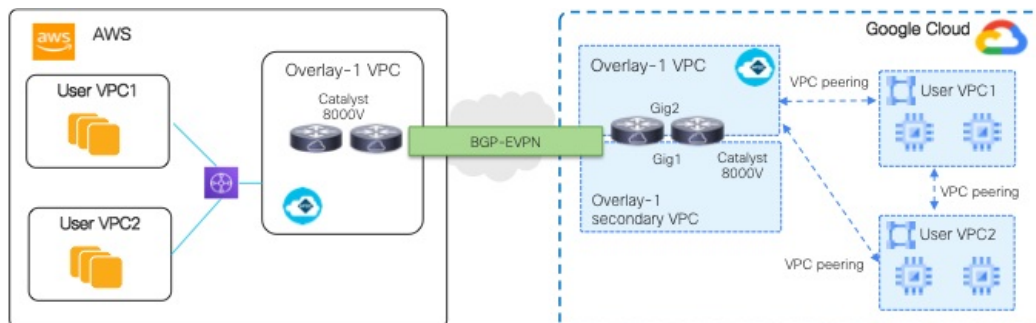 aws
AWS
User VPC1
User VPC2
Overlay-1 VPC
Catalyst
8000V
BGP-EVPN
Google Cloud
Overlay-1 VPC
Gig2
Gig1
Catalyst
8000V
Overlay-1
secondary VPC
VPC peering
User VPC1
VPC peering
User VPC2
VPC peering